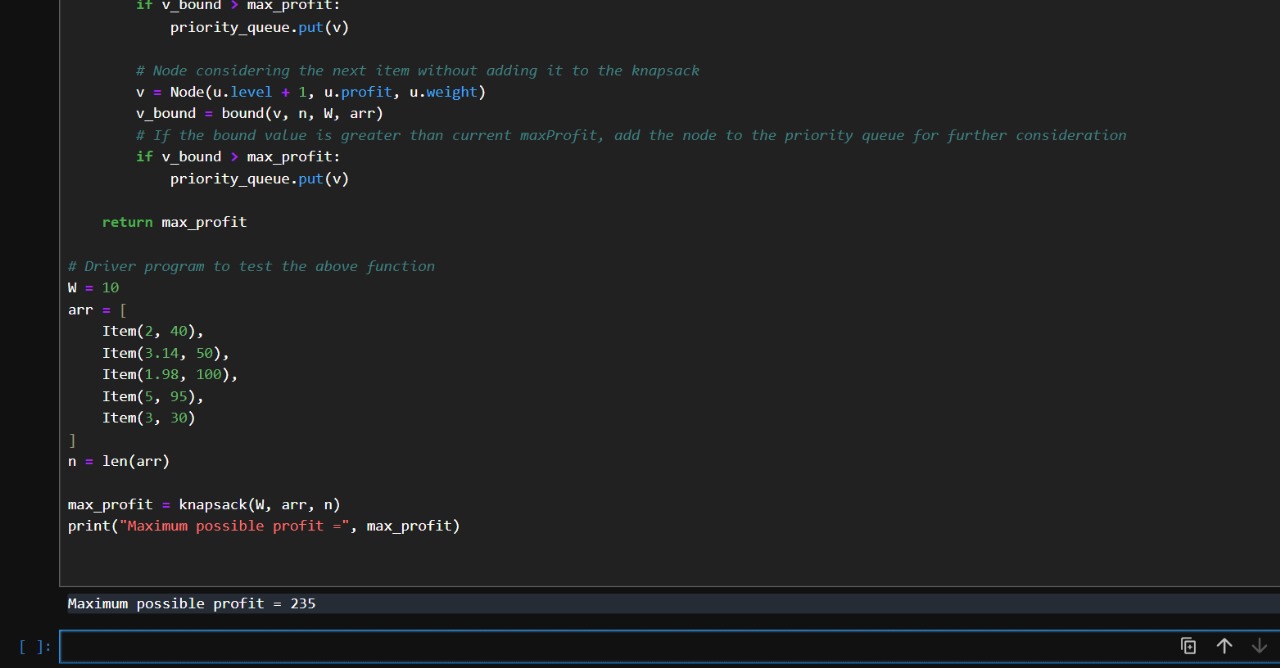 if v_bound > max_profit:
priority_queue.put(v)
# Node considering the next item without adding it to the knapsack
v = Node(u.level + 1, u.profit, u.weight)
v_bound = bound(v, n, W, arr)
# If the bound value is greater than current maxProfit, add the node to the priority queue for further consideration
if v_bound > max_profit:
priority_queue.put(v)
return max_profit
# Driver program to test the above function
W = 10
arr = [
Item(2, 40),
Item(3.14, 50),
Item(1.98, 100),
Item(5, 95),
Item(3, 30)
]
n = len(arr)
max_profit = knapsack(W, arr, n)
print("Maximum possible profit =", max_profit)
Maximum possible profit = 235
[ ]: